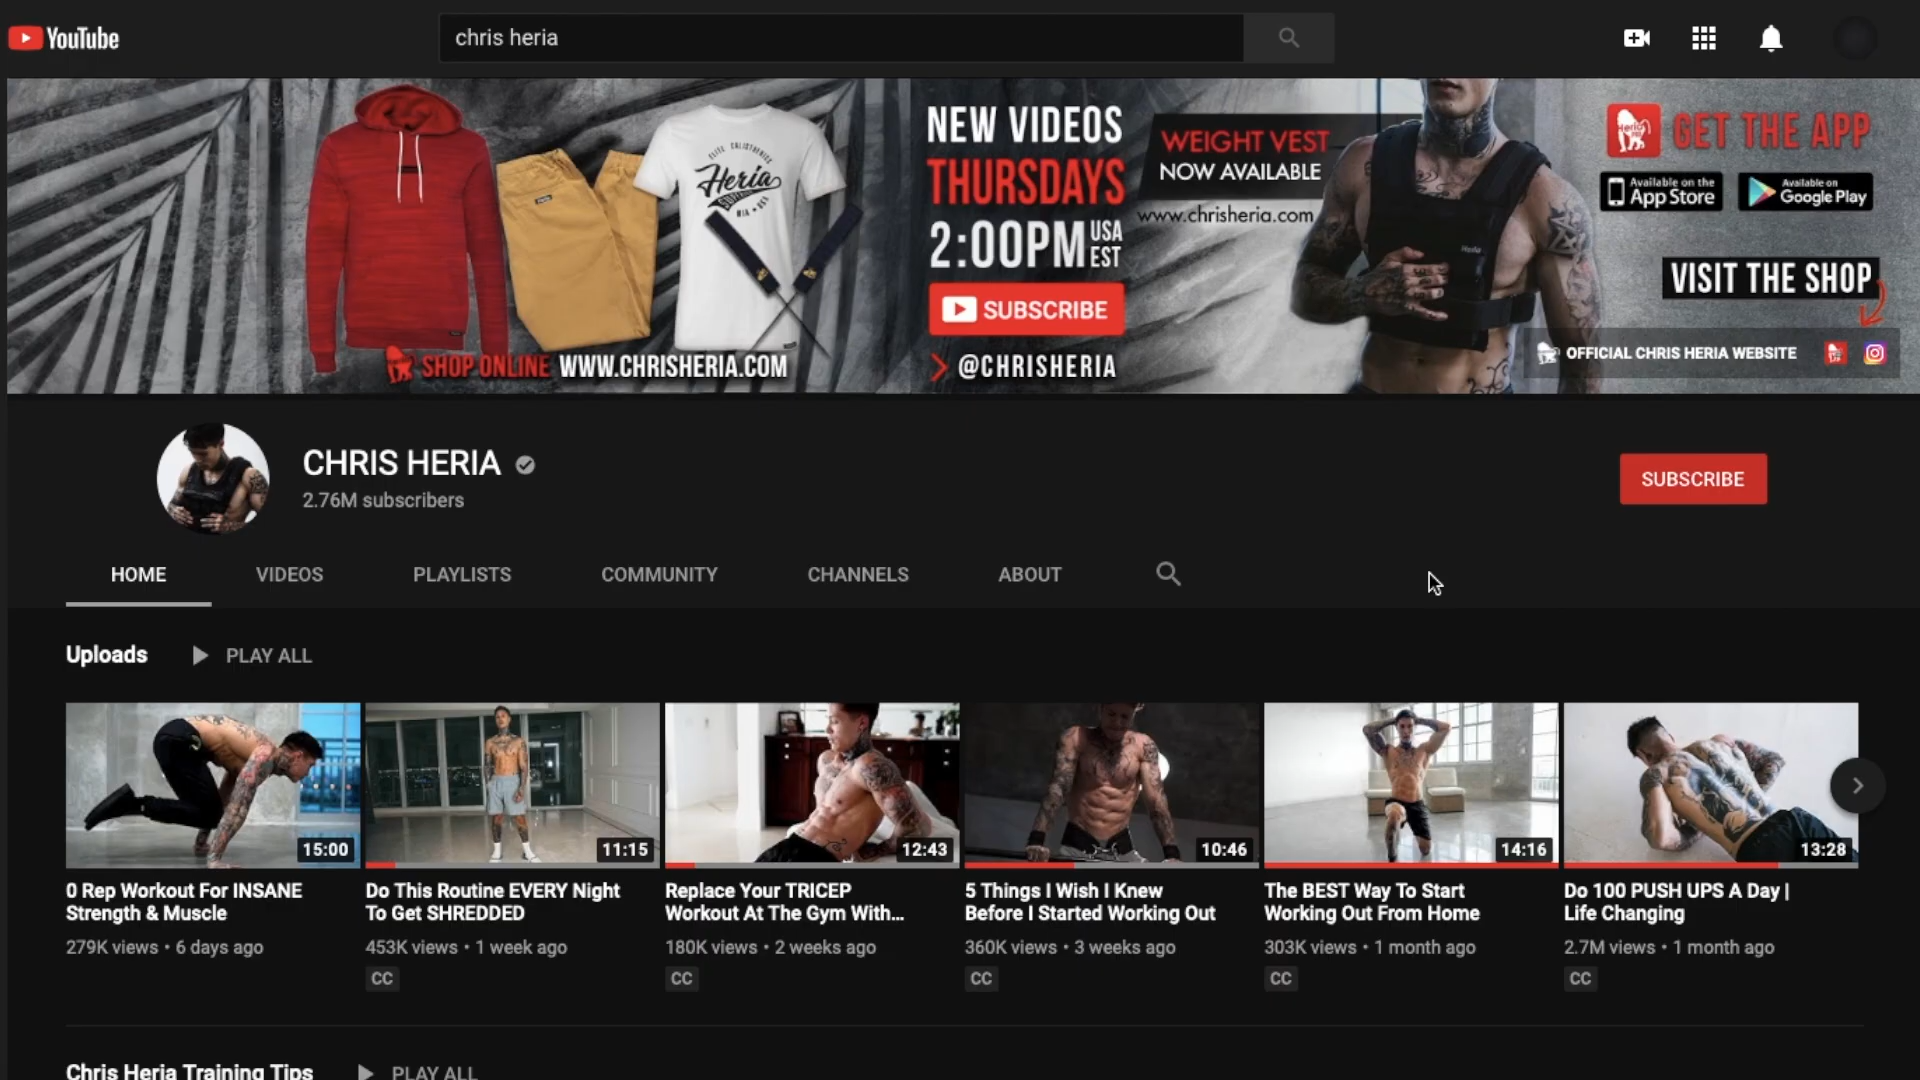 YouTube
chris heria
NEW VIDEOS
THURSDAYS
2:00PM USA EST
SUBSCRIBE
@CHRISHERIA
WEIGHT VEST
NOW AVAILABLE
www.chrisheria.com
GET THE APP
Available on the App Store
Available on Google Play
VISIT THE SHOP
OFFICIAL CHRIS HERIA WEBSITE
ELITE CALISTHENICS
Heria
MIA USA
SHOP ONLINE WWW.CHRISHERIA.COM
CHRIS HERIA
2.76M subscribers
SUBSCRIBE
HOME VIDEOS PLAYLISTS COMMUNITY CHANNELS ABOUT
Uploads PLAY ALL
15:00 11:15 12:43 10:46 14:16 13:28
0 Rep Workout For INSANE
Strength & Muscle
279K views • 6 days ago
Do This Routine EVERY Night
To Get SHREDDED
453K views • 1 week ago
CC
Replace Your TRICEP
Workout At The Gym With...
180K views • 2 weeks ago
CC
5 Things I Wish I Knew
Before I Started Working Out
360K views • 3 weeks ago
CC
The BEST Way To Start
Working Out From Home
303K views • 1 month ago
CC
Do 100 PUSH UPS A Day |
Life Changing
2.7M views • 1 month ago
CC
Chris Heria Training Tips PLAY ALL